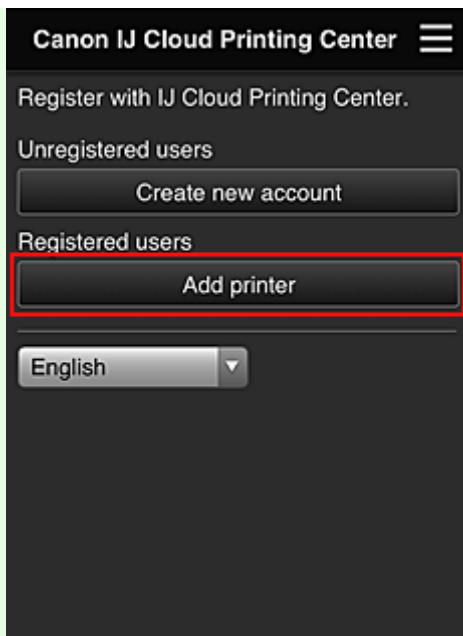 Canon IJ Cloud Printing Center
Register with IJ Cloud Printing Center.
Unregistered users
Create new account
Registered users
Add printer
English